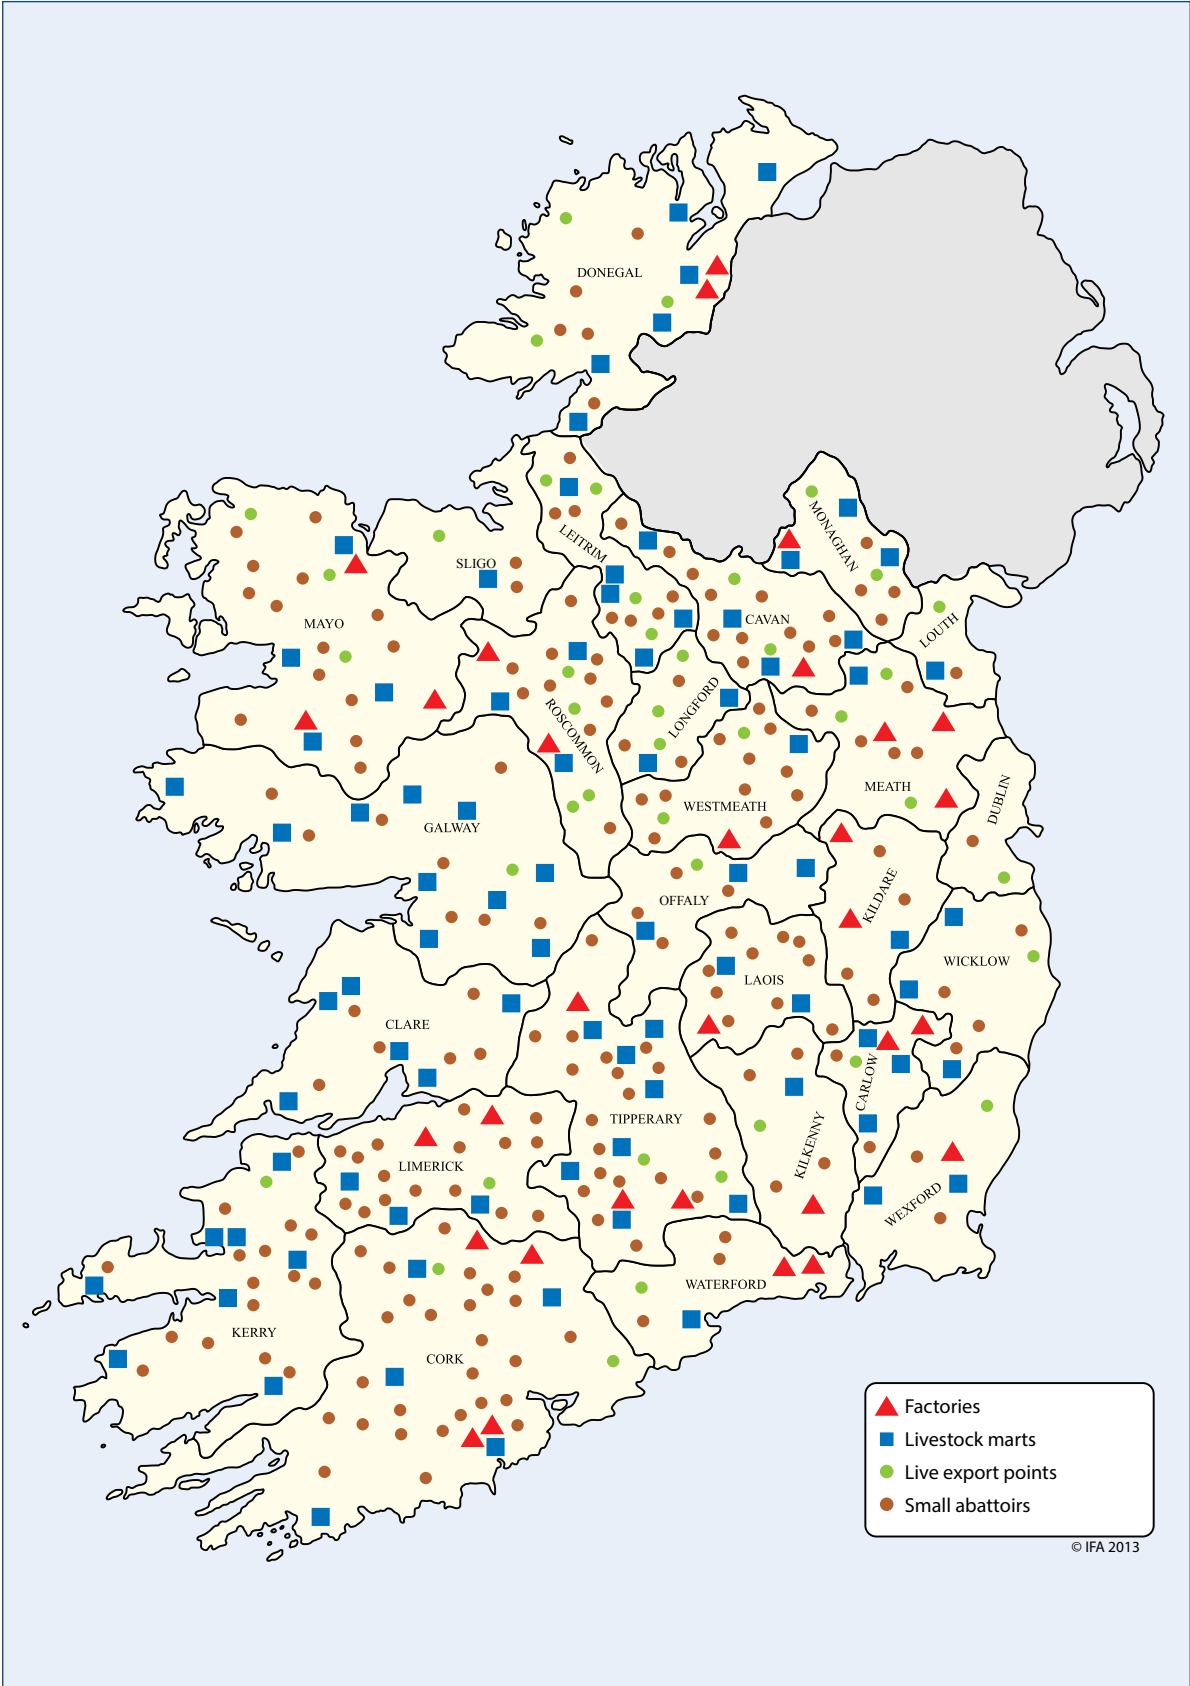 DONEGAL
LEITRIM
MONAGHAN
SLIGO
MAYO
CAVAN
LOUTH
ROSCOMMON
LONGFORD
MEATH
DUBLIN
WESTMEATH
GALWAY
OFFALY
KILDARE
WICKLOW
LAOIS
CLARE
CARLOW
TIPPERARY
KILKENNY
LIMERICK
WEXFORD
WATERFORD
KERRY
CORK
Factories
Livestock marts
Live export points
Small abattoirs
© IFA 2013